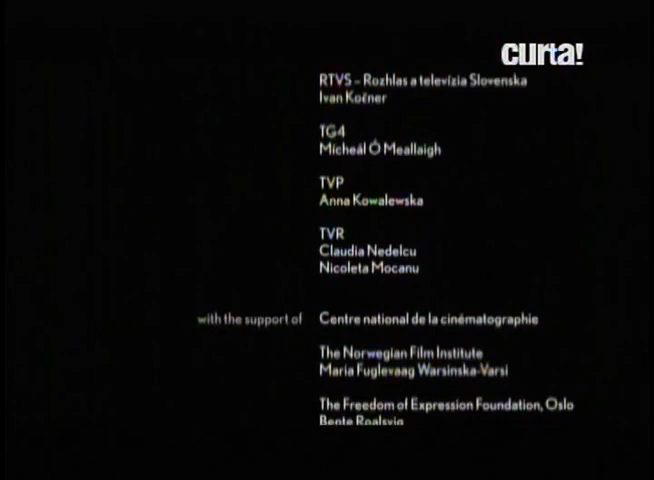 curta!
RTVS – Rozhlas a televízia Slovenska
Ivan Kočner
TG4
Micheál Ó Meallaigh
TVP
Anna Kowalewska
TVR
Claudia Nedelcu
Nicoleta Mocanu
with the support of Centre national de la cinématographie
The Norwegian Film Institute
Maria Fuglevaag Warsinska-Varsi
The Freedom of Expression Foundation, Oslo
Bente Roalsvig